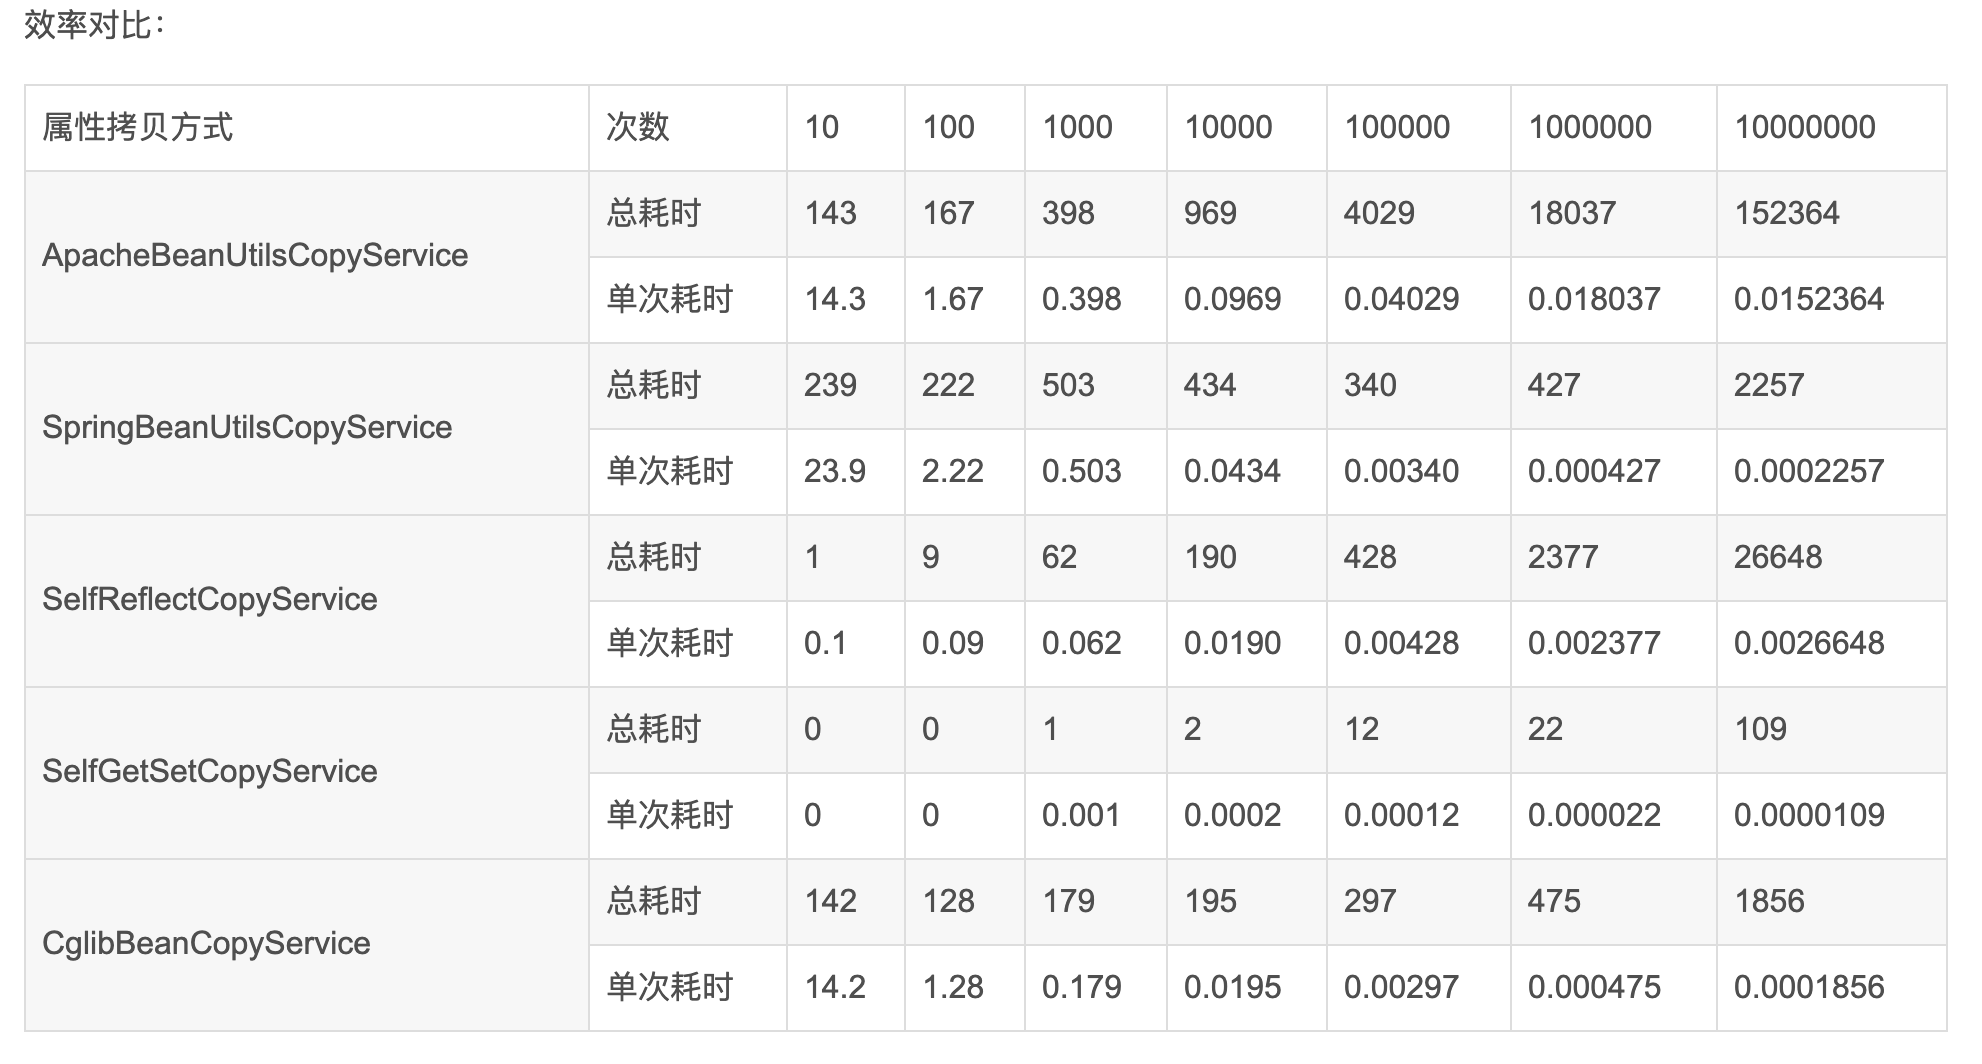 效率对比：
属性拷贝方式 次数 10 100 1000 10000 100000 1000000 10000000
ApacheBeanUtilsCopyService
总耗时 143 167 398 969 4029 18037 152364
单次耗时 14.3 1.67 0.398 0.0969 0.04029 0.018037 0.0152364
SpringBeanUtilsCopyService
总耗时 239 222 503 434 340 427 2257
单次耗时 23.9 2.22 0.503 0.0434 0.00340 0.000427 0.0002257
SelfReflectCopyService
总耗时 1 9 62 190 428 2377 26648
单次耗时 0.1 0.09 0.062 0.0190 0.00428 0.002377 0.0026648
SelfGetSetCopyService
总耗时 0 0 1 2 12 22 109
单次耗时 0 0 0.001 0.0002 0.00012 0.000022 0.0000109
CglibBeanCopyService
总耗时 142 128 179 195 297 475 1856
单次耗时 14.2 1.28 0.179 0.0195 0.00297 0.000475 0.0001856